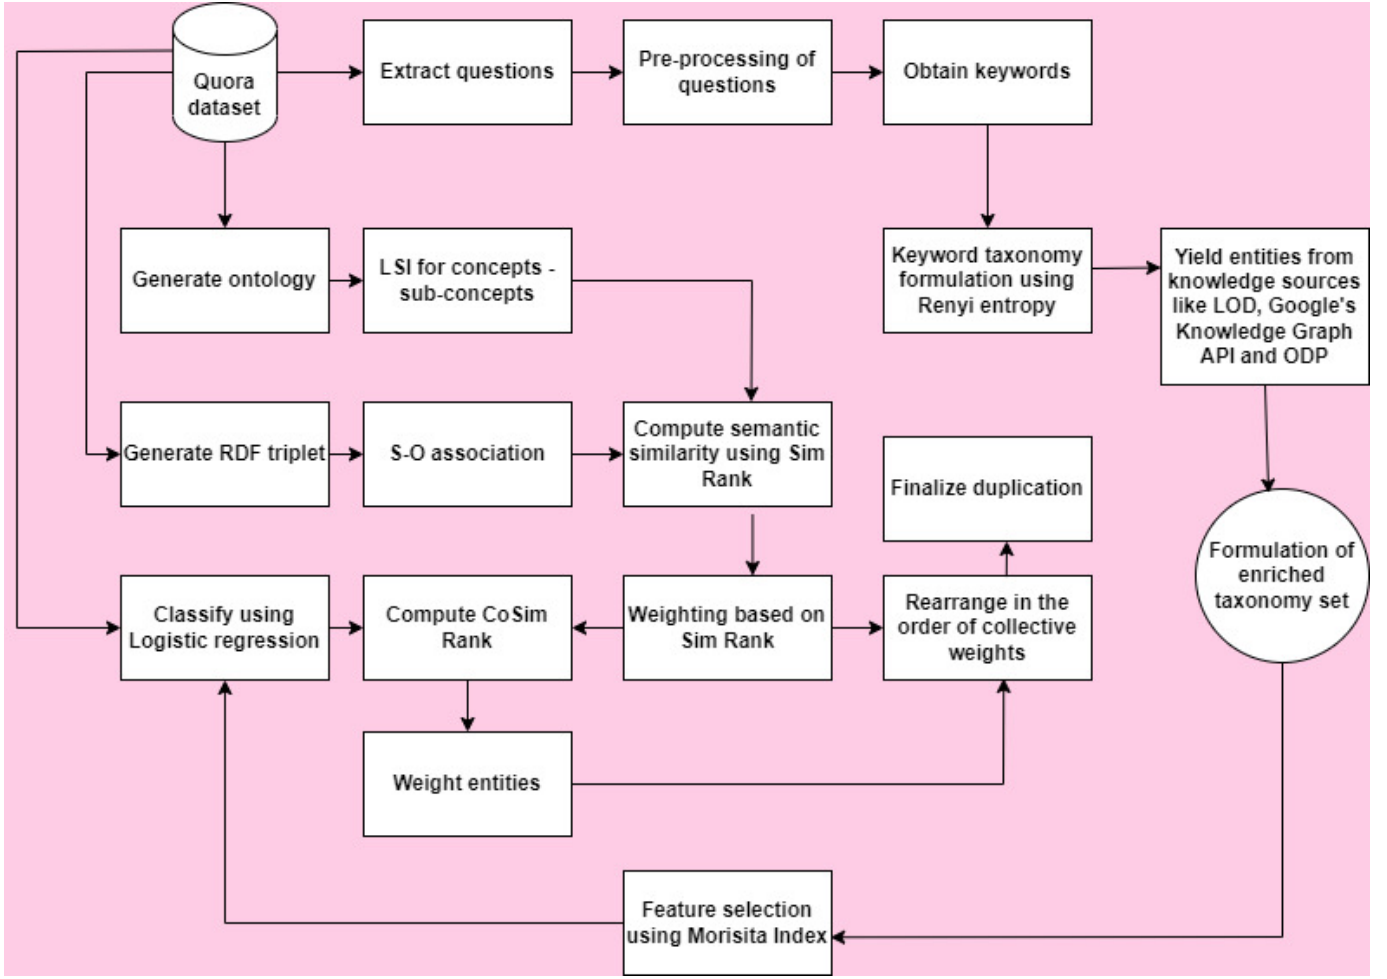 Quora
dataset
Extract questions
Pre-processing of
questions
Obtain keywords
Generate ontology
LSI for concepts -
sub-concepts
Keyword taxonomy
formulation using
Renyi entropy
Yield entities from
knowledge sources
like LOD, Google's
Knowledge Graph
API and ODP
Generate RDF triplet
S-O association
Compute semantic
similarity using Sim
Rank
Finalize duplication
Formulation of
enriched
taxonomy set
Classify using
Logistic regression
Compute CoSim
Rank
Weighting based on
Sim Rank
Rearrange in the
order of collective
weights
Weight entities
Feature selection
using Morisita Index